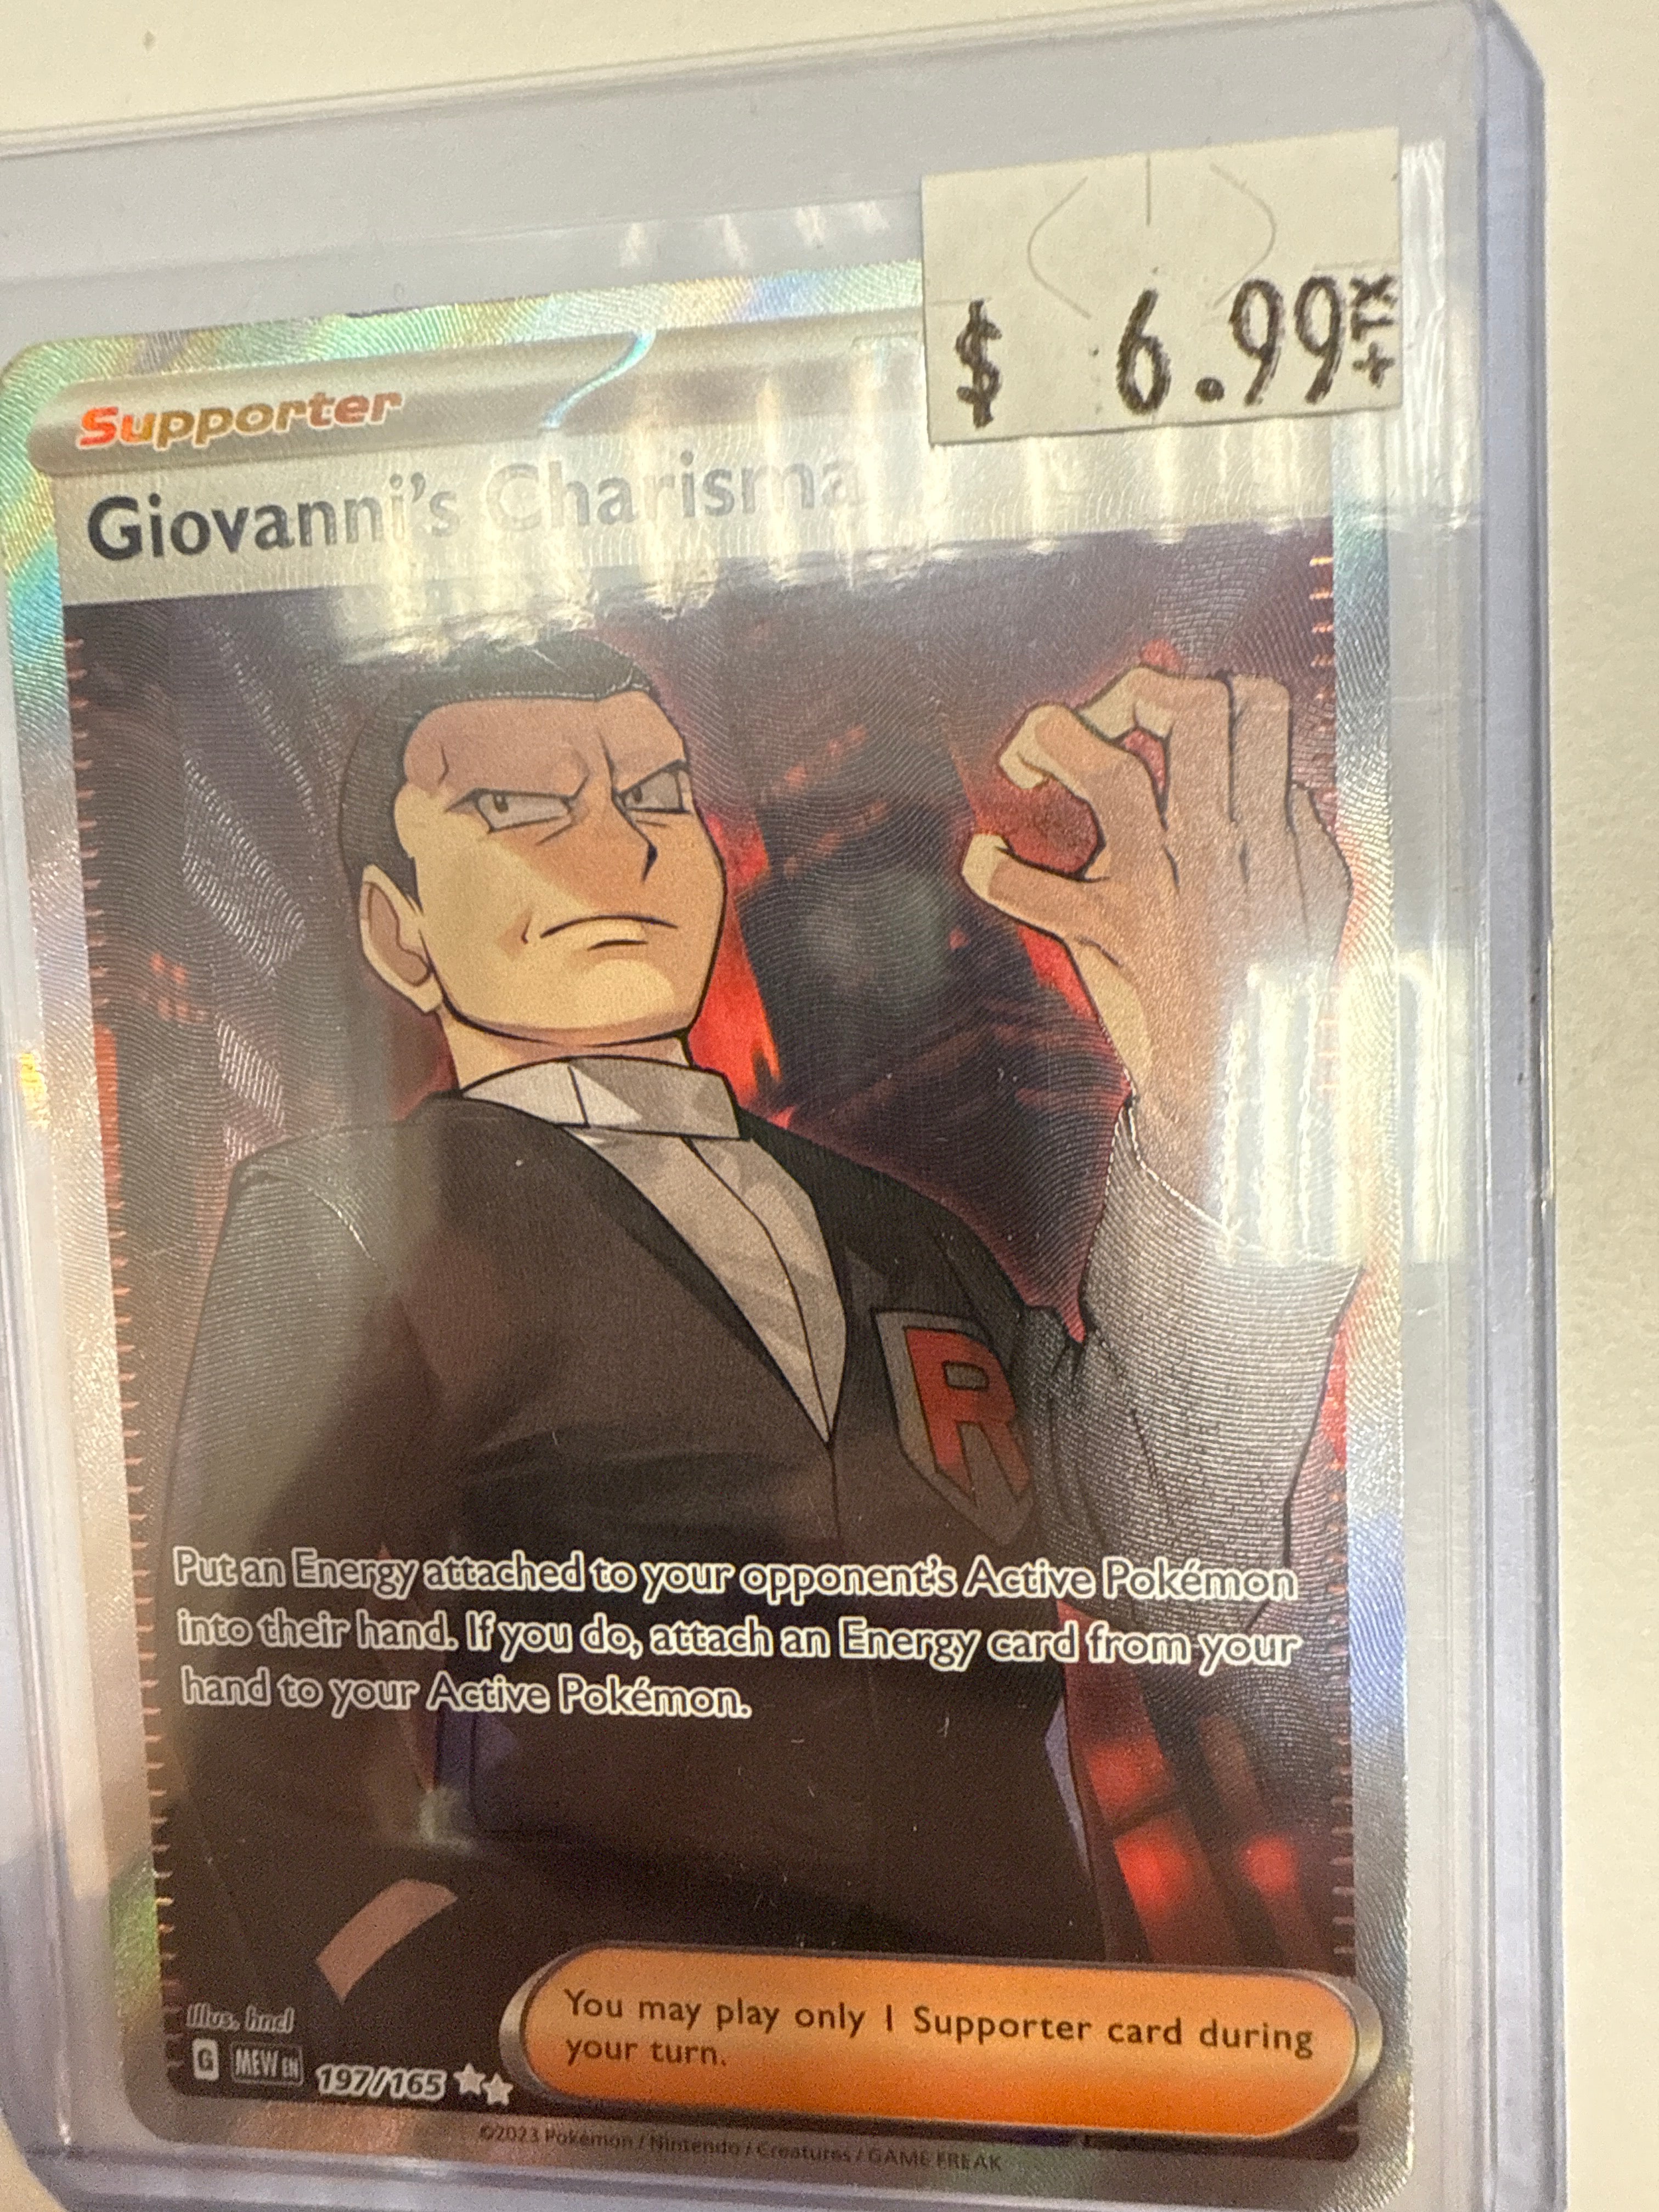 $ 6.99+TX
Supporter
Giovanni's Charisma
R
Put an Energy attached to your opponent's Active Pokémon
into their hand. If you do, attach an Energy card from your
hand to your Active Pokémon.
You may play only 1 Supporter card during
your turn.
Illus. hncl
G MEW EN 197/165
©2023 Pokémon / Nintendo / Creatures / GAME FREAK